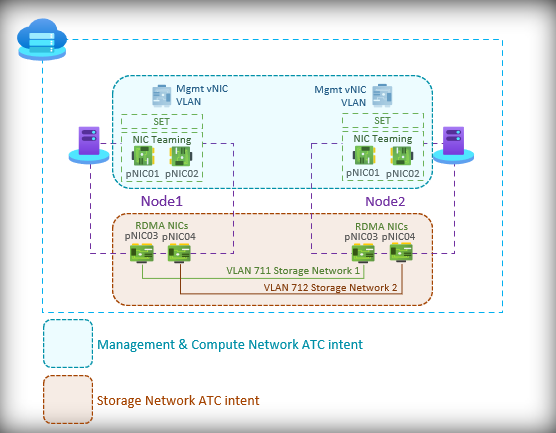 Mgmt vNIC
VLAN
Mgmt vNIC
VLAN
SET
SET
NIC Teaming
NIC Teaming
pNIC01
pNIC02
pNIC01
pNIC02
Node1
Node2
RDMA NICs
RDMA NICs
pNIC03
pNIC04
pNIC03
pNIC04
VLAN 711 Storage Network 1
VLAN 712 Storage Network 2
Management & Compute Network ATC intent
Storage Network ATC intent